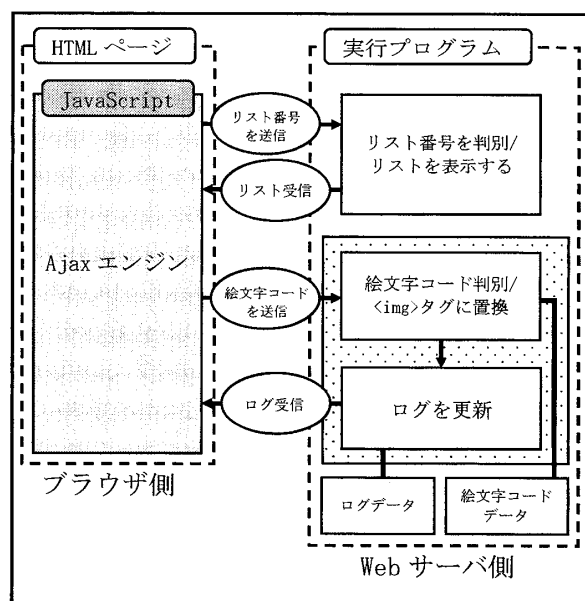 HTML ページ
実行プログラム
JavaScript
Ajax エンジン
リスト番号
を送信
リスト番号を判別/
リストを表示する
リスト受信
絵文字コード
を送信
絵文字コード判別/
<img>タグに置換
ログ受信
ログを更新
ログデータ
絵文字コード
データ
ブラウザ側
Web サーバ側